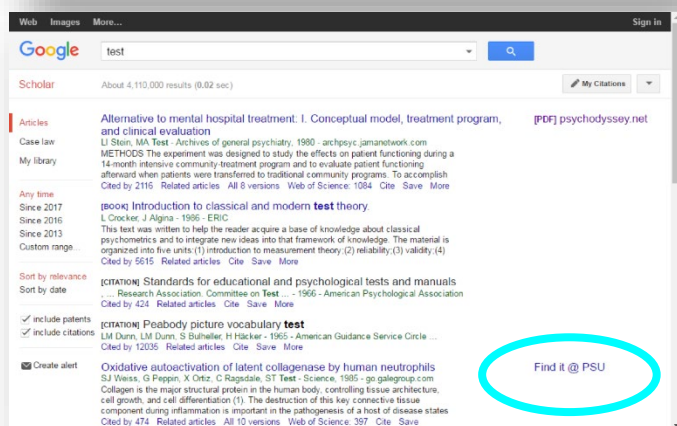 Web Images More... Sign in
Google test
Scholar About 4,110,000 results (0.02 sec) My Citations
Articles
Case law
My library
Any time
Since 2017
Since 2016
Since 2013
Custom range...
Sort by relevance
Sort by date
include patents
include citations
Create alert
Alternative to mental hospital treatment: I. Conceptual model, treatment program,
and clinical evaluation
LI Stein, MA Test - Archives of general psychiatry, 1980 - archpsyc.jamanetwork.com
METHODS The experiment was designed to study the effects on patient functioning during a
14-month intensive community-treatment program and to evaluate patient functioning
afterward when patients were transferred to traditional community programs. To accomplish
Cited by 2116 Related articles All 8 versions Web of Science: 1084 Cite Save More
[PDF] psychodyssey.net
[BOOK] Introduction to classical and modern test theory.
L Crocker, J Algina - 1986 - ERIC
This text was written to help the reader acquire a base of knowledge about classical
psychometrics and to integrate new ideas into that framework of knowledge. The material is
organized into five units:(1) introduction to measurement theory;(2) reliability;(3) validity;(4)
Cited by 5615 Related articles Cite Save More
[CITATION] Standards for educational and psychological tests and manuals
, ... Research Association. Committee on Test ... - 1966 - American Psychological Association
Cited by 424 Related articles Cite Save More
[CITATION] Peabody picture vocabulary test
LM Dunn, LM Dunn, S Bulheller, H Häcker - 1965 - American Guidance Service Circle ...
Cited by 12035 Related articles Cite Save More
Oxidative autoactivation of latent collagenase by human neutrophils
SJ Weiss, G Peppin, X Ortiz, C Ragsdale, ST Test - Science, 1985 - go.galegroup.com
Collagen is the major structural protein in the human body, controlling tissue architecture,
cell growth, and cell differentiation (1). The destruction of this key connective tissue
component during inflammation is important in the pathogenesis of a host of disease states
Cited by 474 Related articles All 10 versions Web of Science: 397 Cite Save
Find it @ PSU